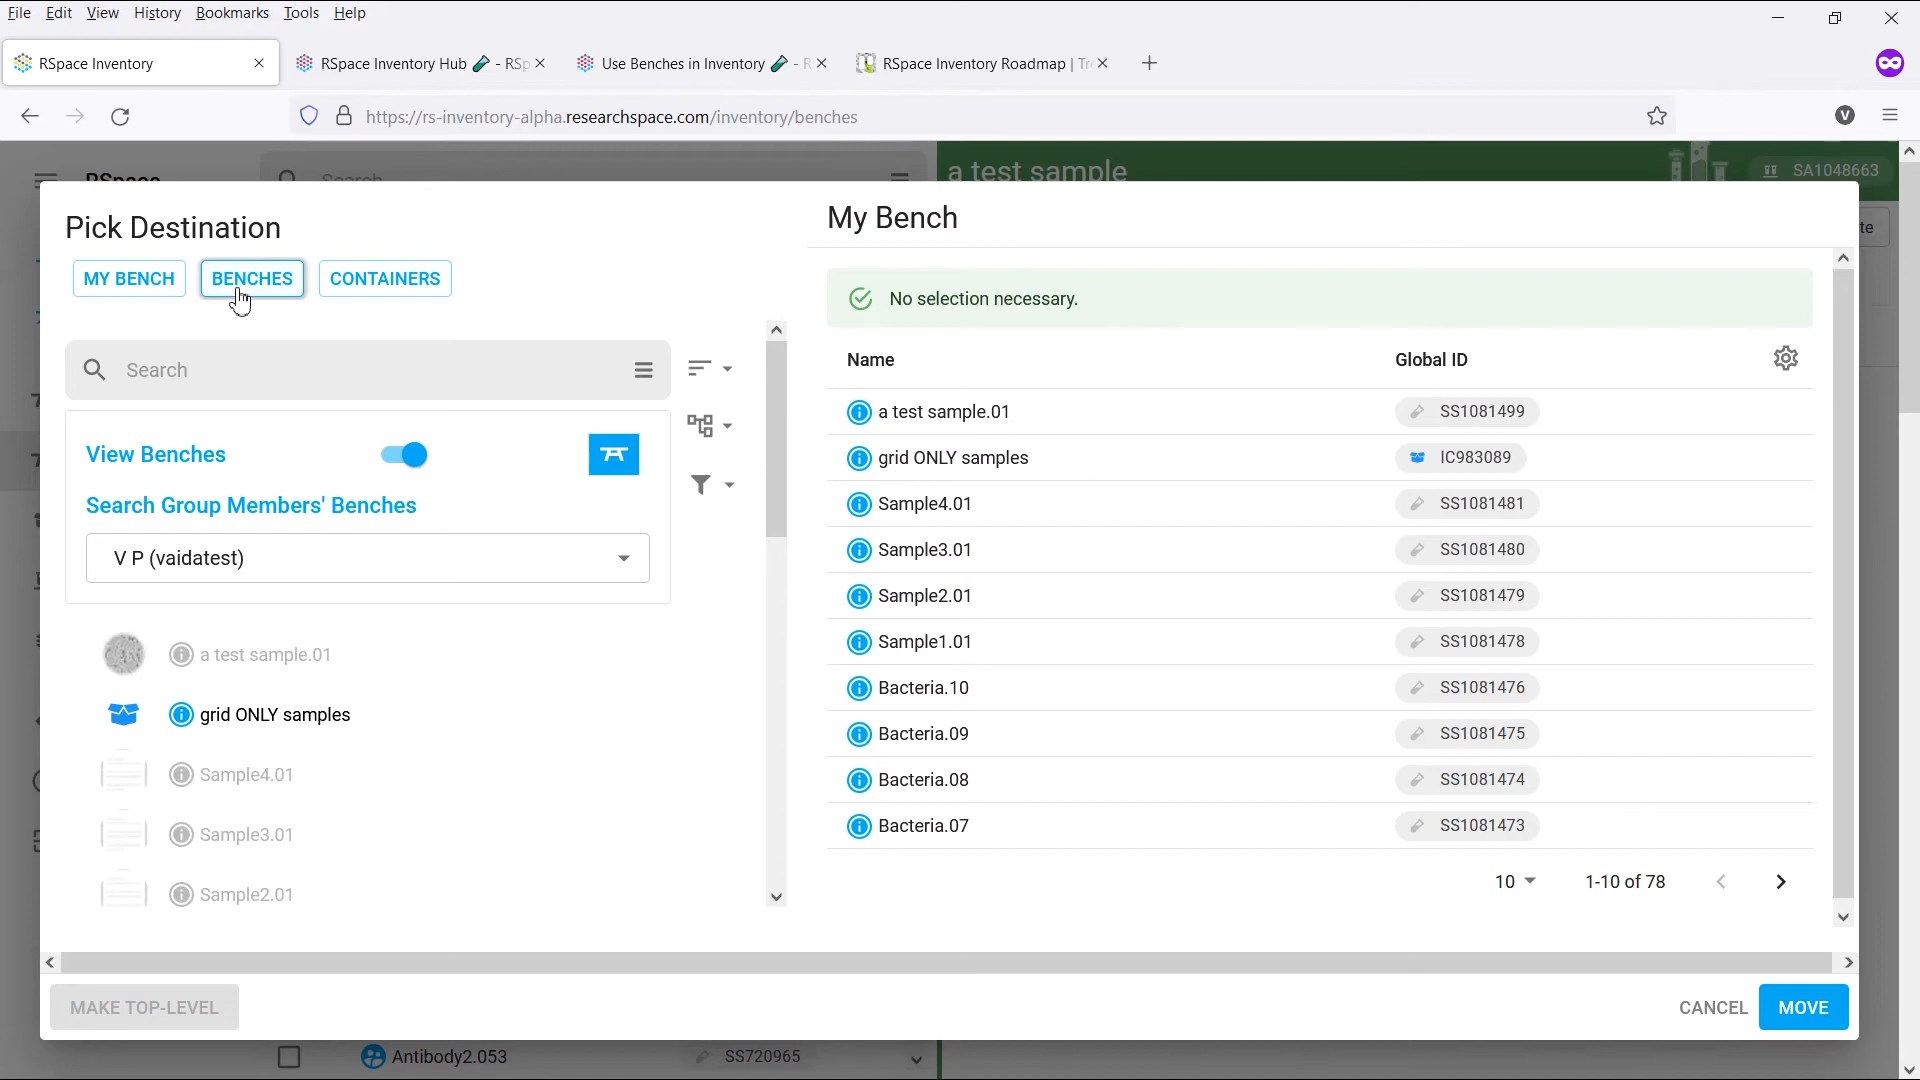 File Edit View History Bookmarks Tools Help
RSpace Inventory
RSpace Inventory Hub - RSp
Use Benches in Inventory - R
RSpace Inventory Roadmap | Tr
https://rs-inventory-alpha.researchspace.com/inventory/benches
V
RSpace
Search
a test sample
SA1048663
te
Pick Destination
MY BENCH
BENCHES
CONTAINERS
Search
View Benches
Search Group Members' Benches
V P (vaidatest)
a test sample.01
grid ONLY samples
Sample4.01
Sample3.01
Sample2.01
My Bench
No selection necessary.
Name Global ID
a test sample.01 SS1081499
grid ONLY samples IC983089
Sample4.01 SS1081481
Sample3.01 SS1081480
Sample2.01 SS1081479
Sample1.01 SS1081478
Bacteria.10 SS1081476
Bacteria.09 SS1081475
Bacteria.08 SS1081474
Bacteria.07 SS1081473
10 1-10 of 78
MAKE TOP-LEVEL
CANCEL
MOVE
Antibody2.053 SS720965